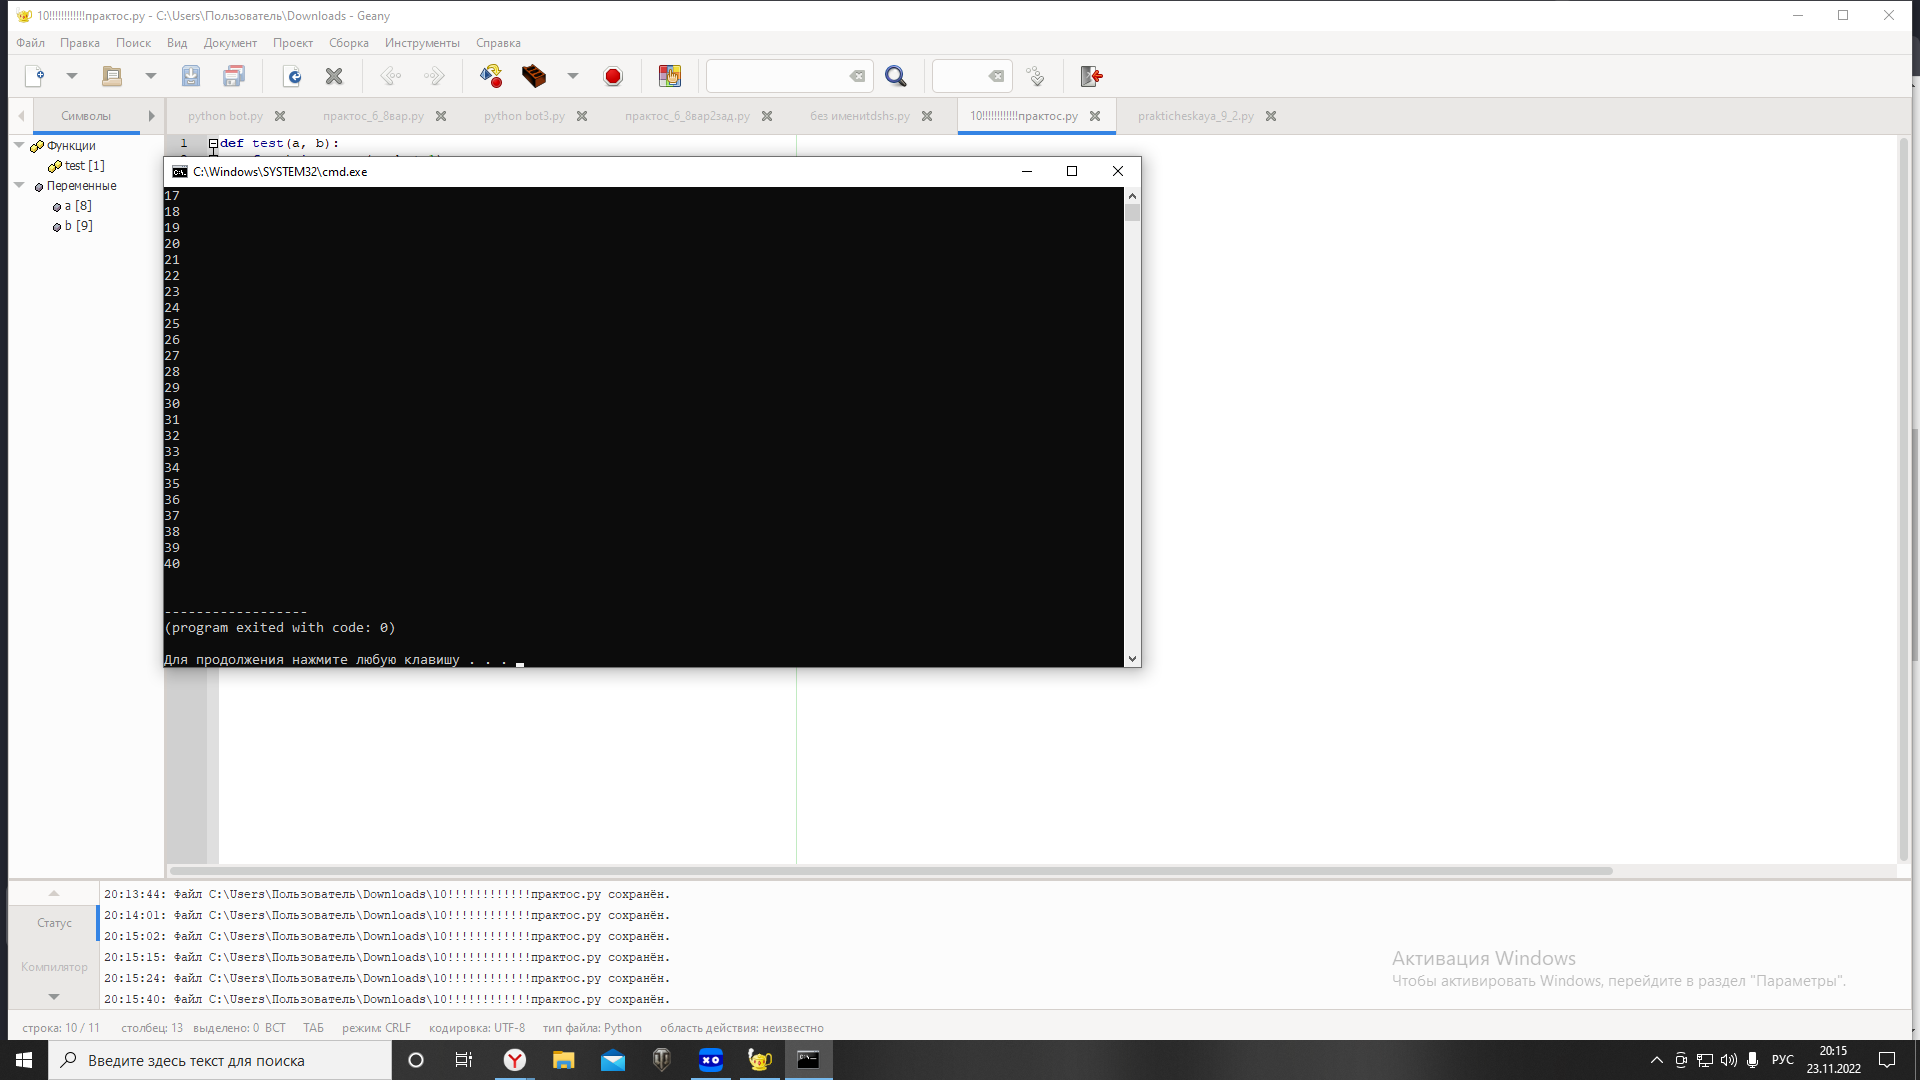 10!!!!!!!!!!!!!практос.py - C:\Users\Пользователь\Downloads - Geany
Файл Правка Поиск Вид Документ Проект Сборка Инструменты Справка
Символы
python bot.py
практос_6_8вар.py
python bot3.py
практос_6_8вар2зад.py
без именитdshs.py
10!!!!!!!!!!!!!практос.py
prakticheskaya_9_2.py
Функции
test [1]
Переменные
a [8]
b [9]
1 def test(a, b):
C:\Windows\SYSTEM32\cmd.exe
17
18
19
20
21
22
23
24
25
26
27
28
29
30
31
32
33
34
35
36
37
38
39
40
------------------
(program exited with code: 0)
Для продолжения нажмите любую клавишу . . .
Статус
Компилятор
20:13:44: Файл C:\Users\Пользователь\Downloads\10!!!!!!!!!!!!!практос.py сохранён.
20:14:01: Файл C:\Users\Пользователь\Downloads\10!!!!!!!!!!!!!практос.py сохранён.
20:15:02: Файл C:\Users\Пользователь\Downloads\10!!!!!!!!!!!!!практос.py сохранён.
20:15:15: Файл C:\Users\Пользователь\Downloads\10!!!!!!!!!!!!!практос.py сохранён.
20:15:24: Файл C:\Users\Пользователь\Downloads\10!!!!!!!!!!!!!практос.py сохранён.
20:15:40: Файл C:\Users\Пользователь\Downloads\10!!!!!!!!!!!!!практос.py сохранён.
Активация Windows
Чтобы активировать Windows, перейдите в раздел "Параметры".
строка: 10 / 11 столбец: 13 выделено: 0 ВСТ ТАБ режим: CRLF кодировка: UTF-8 тип файла: Python область действия: неизвестно
Введите здесь текст для поиска
РУС
20:15
23.11.2022